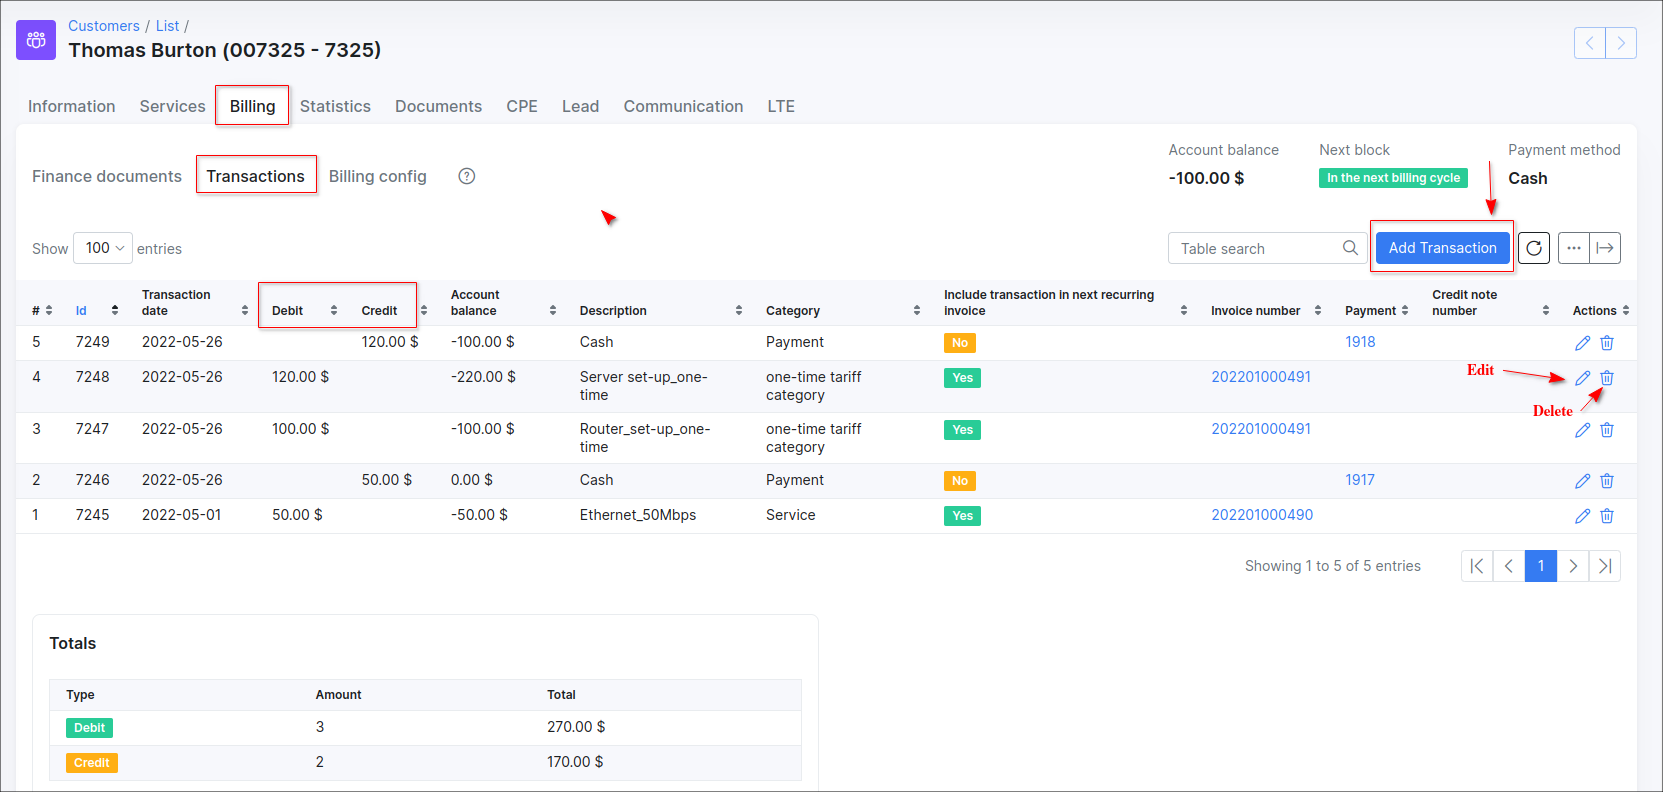 Customers / List /
Thomas Burton (007325 - 7325)
Information Services Billing Statistics Documents CPE Lead Communication LTE
Finance documents Transactions Billing config ?
Account balance Next block Payment method
-100.00 $ In the next billing cycle Cash
Show 100 entries Table search Add Transaction
# Id Transaction date Debit Credit Account balance Description Category Include transaction in next recurring invoice Invoice number Payment Credit note number Actions
5 7249 2022-05-26 120.00 $ -100.00 $ Cash Payment No 1918
4 7248 2022-05-26 120.00 $ -220.00 $ Server set-up_one-time one-time tariff category Yes 202201000491
Edit
Delete
3 7247 2022-05-26 100.00 $ -100.00 $ Router_set-up_one-time one-time tariff category Yes 202201000491
2 7246 2022-05-26 50.00 $ 0.00 $ Cash Payment No 1917
1 7245 2022-05-01 50.00 $ -50.00 $ Ethernet_50Mbps Service Yes 202201000490
Showing 1 to 5 of 5 entries 1
Totals
Type Amount Total
Debit 3 270.00 $
Credit 2 170.00 $